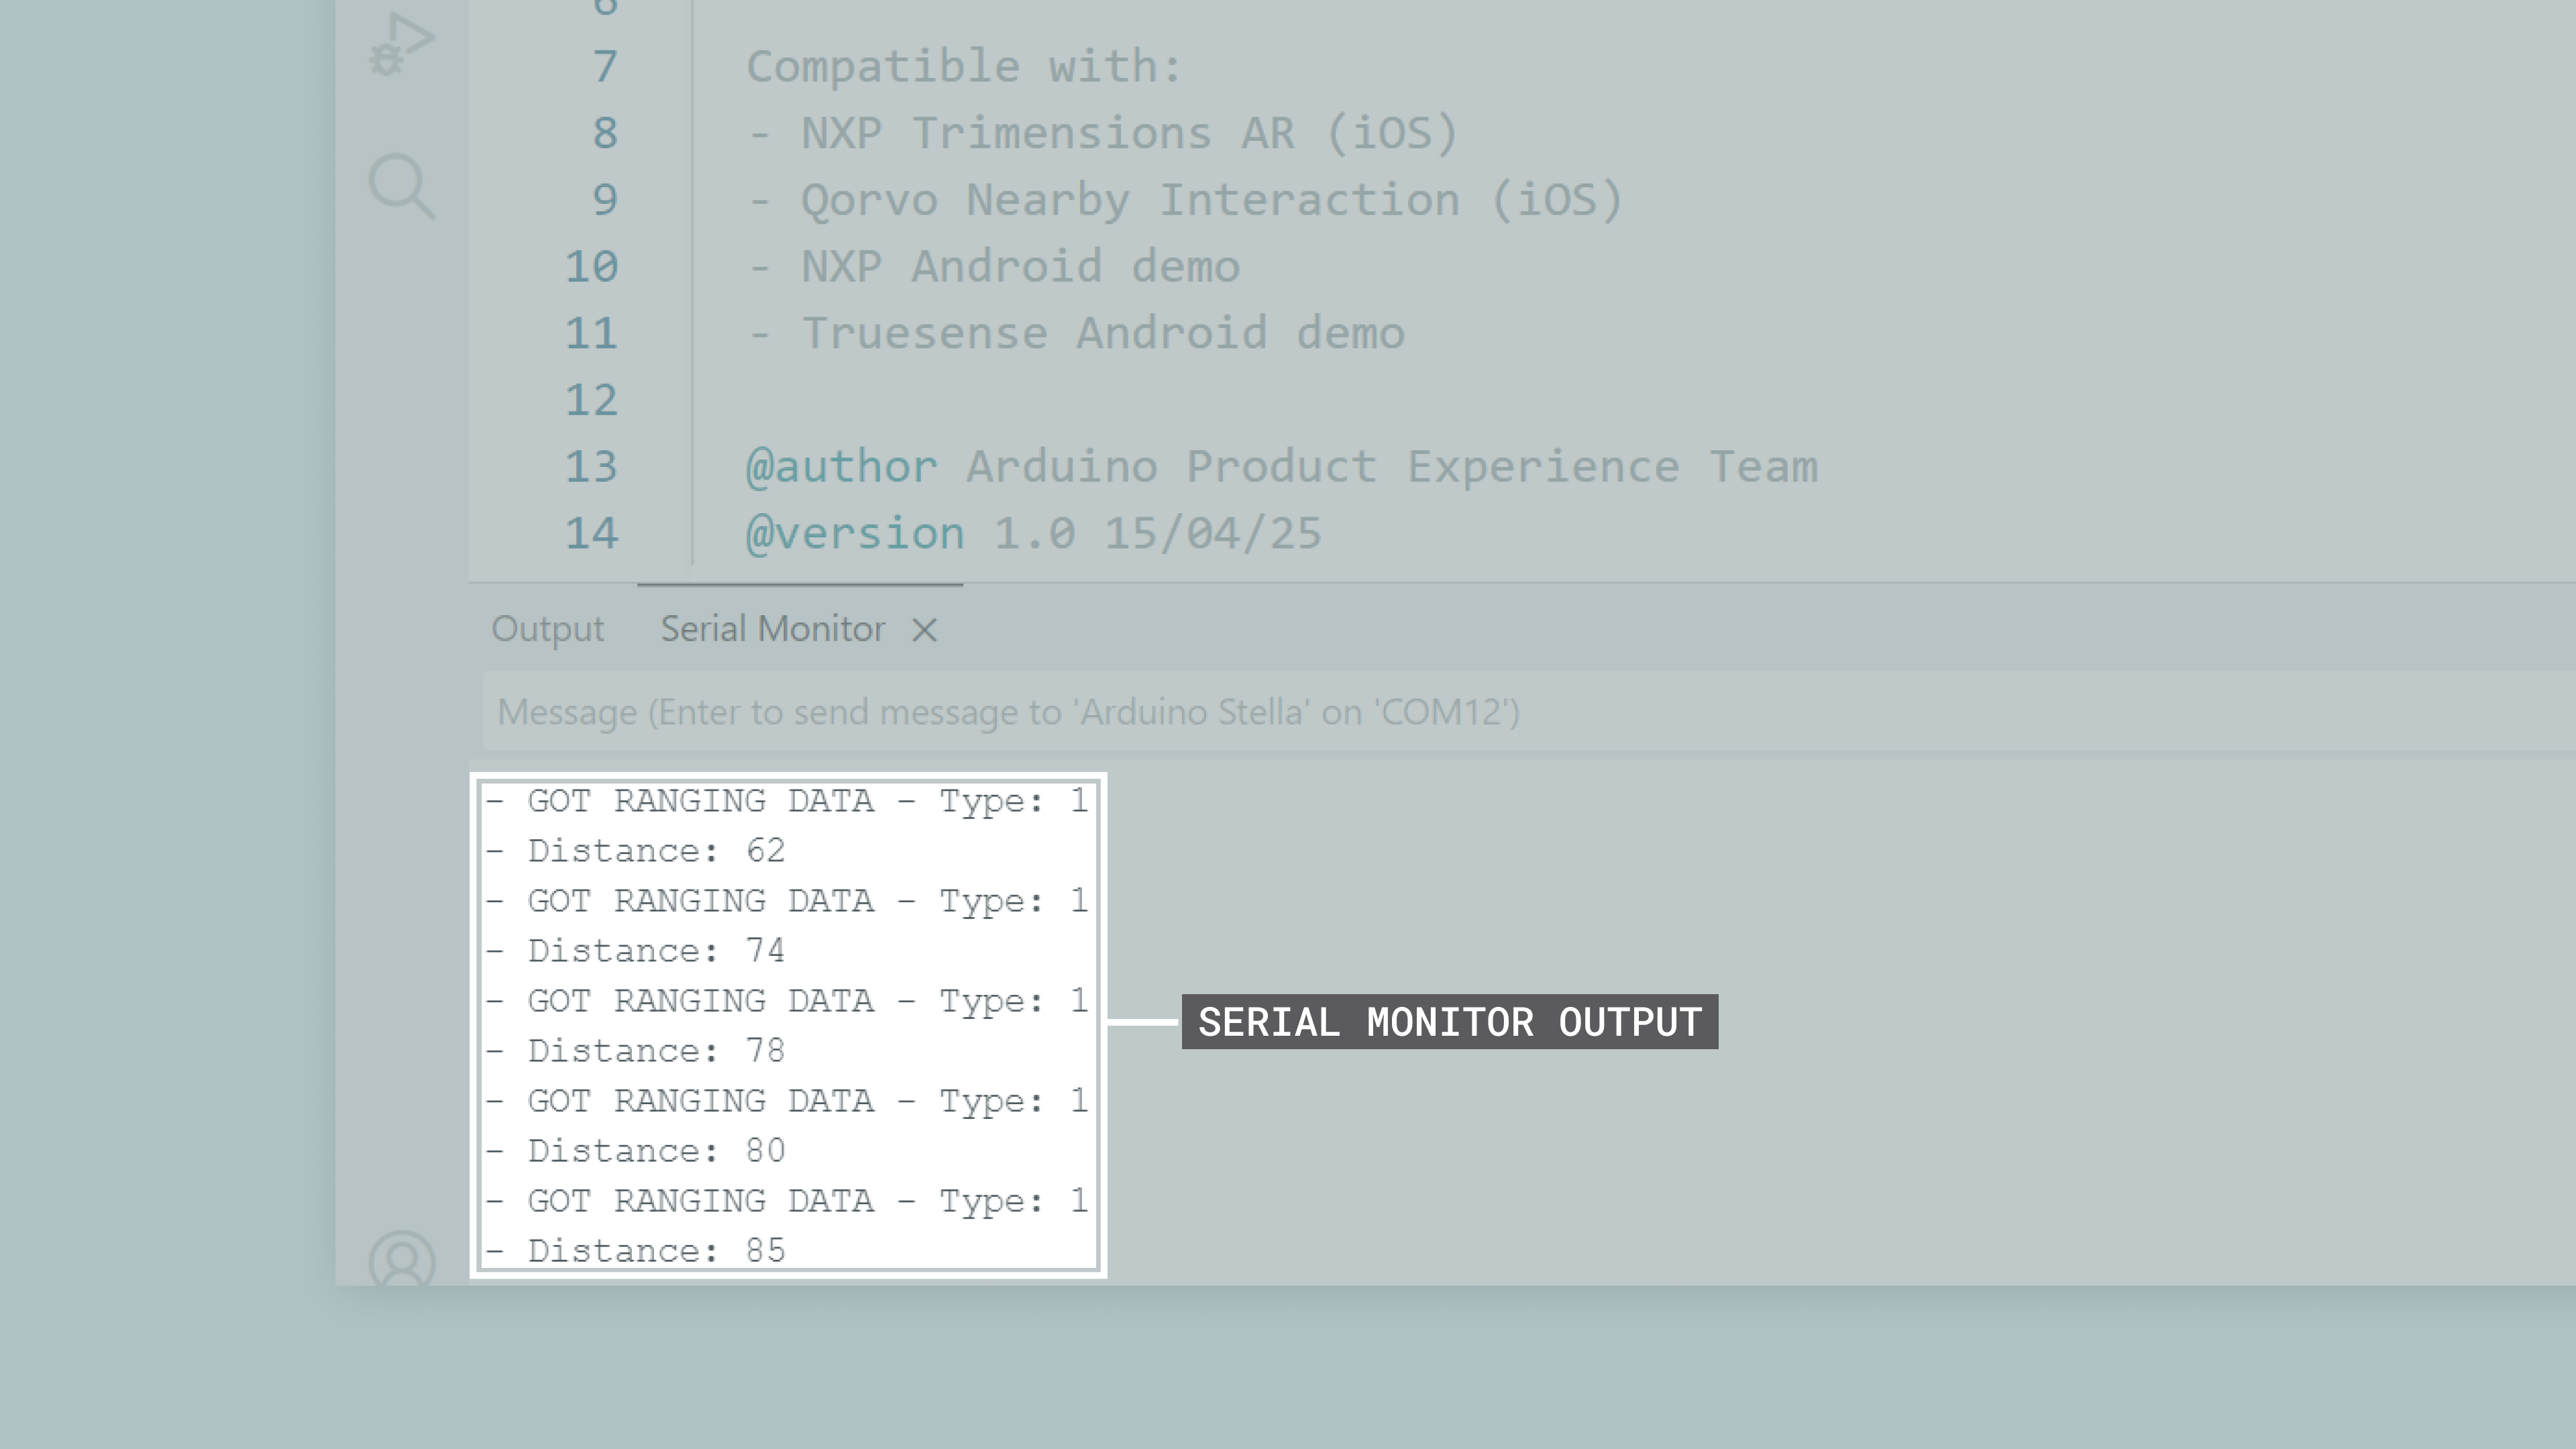 6
7 Compatible with:
8 - NXP Trimensions AR (iOS)
9 - Qorvo Nearby Interaction (iOS)
10 - NXP Android demo
11 - Truesense Android demo
12
13 @author Arduino Product Experience Team
14 @version 1.0 15/04/25
Output Serial Monitor
Message (Enter to send message to 'Arduino Stella' on 'COM12')
- GOT RANGING DATA - Type: 1
- Distance: 62
- GOT RANGING DATA - Type: 1
- Distance: 74
- GOT RANGING DATA - Type: 1
- Distance: 78
- GOT RANGING DATA - Type: 1
- Distance: 80
- GOT RANGING DATA - Type: 1
- Distance: 85
SERIAL MONITOR OUTPUT